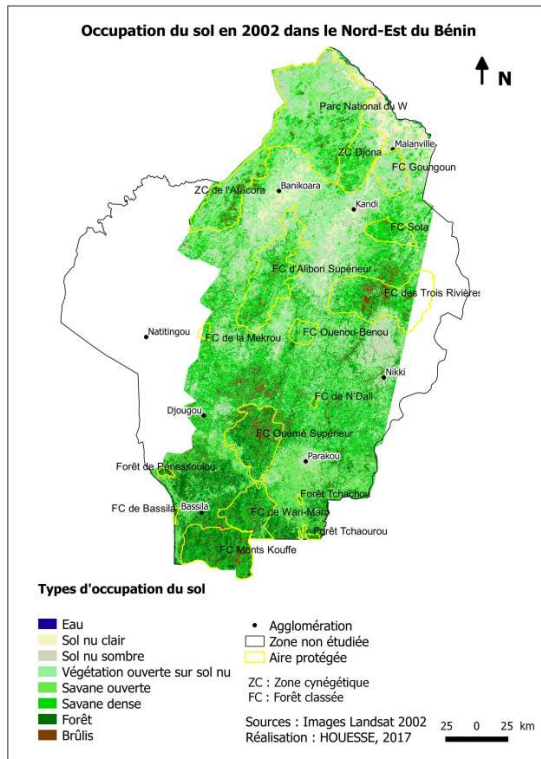 Occupation du sol en 2002 dans le Nord-Est du Bénin
N
Parc National du W
Malanville
ZC Djona
FC Goungoun
ZC de l'Atacora
Banikoara
Kandi
FC Sota
FC d'Alibori Supérieur
FC des Trois Rivières
Natitingou
FC de la Mekrou
FC Ouenou-Benou
Nikki
FC de N'Dali
Djougou
FC Ouémé Supérieur
Parakou
Forêt de Pénessoulou
Forêt Tchachou
FC de Bassila
Bassila
FC de Wari-Maro
Forêt Tchaourou
FC Monts Kouffe
Types d'occupation du sol
Eau
Sol nu clair
Sol nu sombre
Végétation ouverte sur sol nu
Savane ouverte
Savane dense
Forêt
Brûlis
Agglomération
Zone non étudiée
Aire protégée
ZC : Zone cynégétique
FC : Forêt classée
Sources : Images Landsat 2002
Réalisation : HOUESSE, 2017
25 0 25 km